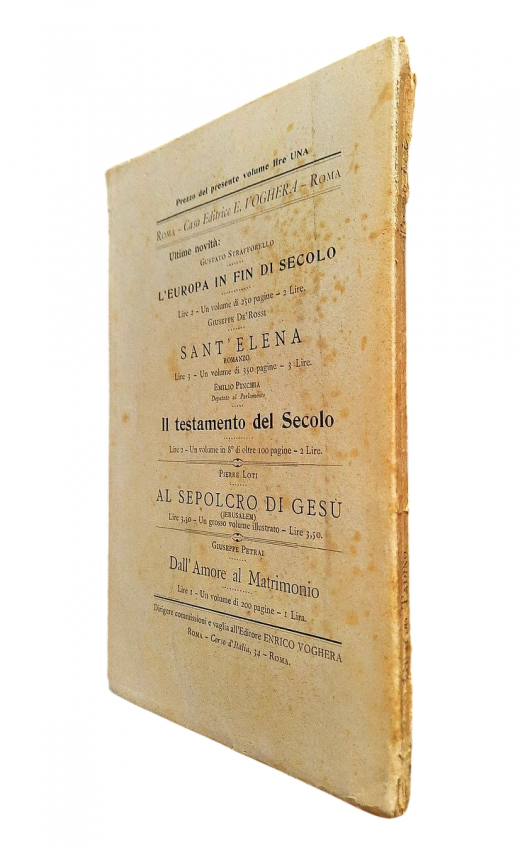 Prezzo del presente volume lire UNA
ROMA - Casa Editrice E. VOGHERA - ROMA
Ultime novità:
GUSTAVO STRAFFORELLO
L'EUROPA IN FIN DI SECOLO
Lire 2 - Un volume di 250 pagine - 2 Lire.
GIUSEPPE DE' ROSSI
SANT'ELENA
ROMANZO
Lire 3 - Un volume di 350 pagine - 3 Lire.
EMILIO PINCHIA
Deputato al Parlamento
Il testamento del Secolo
Lire 2 - Un volume in 8° di oltre 100 pagine - 2 Lire.
PIERRE LOTI
AL SEPOLCRO DI GESÙ
(JERUSALEM)
Lire 3,50 - Un grosso volume illustrato - Lire 3,50.
GIUSEPPE PETRAI
Dall'Amore al Matrimonio
Lire 1 - Un volume di 200 pagine - 1 Lira.
Dirigere commissioni e vaglia all'Editore ENRICO VOGHERA
ROMA - Corso d'Italia, 34 - ROMA.